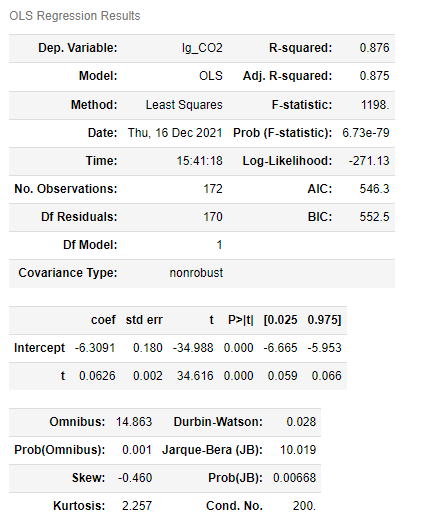 OLS Regression Results
Dep. Variable: lg_CO2 R-squared: 0.876
Model: OLS Adj. R-squared: 0.875
Method: Least Squares F-statistic: 1198.
Date: Thu, 16 Dec 2021 Prob (F-statistic): 6.73e-79
Time: 15:41:18 Log-Likelihood: -271.13
No. Observations: 172 AIC: 546.3
Df Residuals: 170 BIC: 552.5
Df Model: 1
Covariance Type: nonrobust
coef std err t P>|t| [0.025 0.975]
Intercept -6.3091 0.180 -34.988 0.000 -6.665 -5.953
t 0.0626 0.002 34.616 0.000 0.059 0.066
Omnibus: 14.863 Durbin-Watson: 0.028
Prob(Omnibus): 0.001 Jarque-Bera (JB): 10.019
Skew: -0.460 Prob(JB): 0.00668
Kurtosis: 2.257 Cond. No. 200.